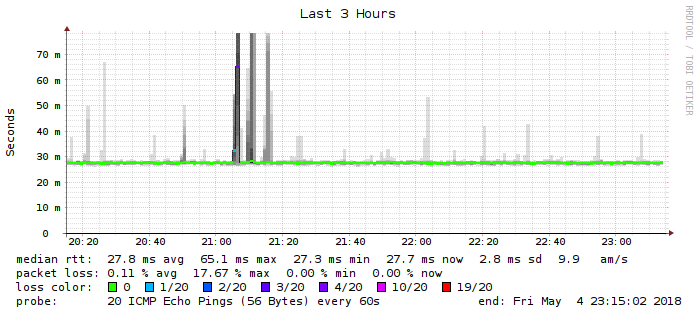 Last 3 Hours
RRDTOOL / TOBI OETIKER
Seconds
70 m
60 m
50 m
40 m
30 m
20 m
10 m
0
20:20 20:40 21:00 21:20 21:40 22:00 22:20 22:40 23:00
median rtt: 27.8 ms avg 65.1 ms max 27.3 ms min 27.7 ms now 2.8 ms sd 9.9 am/s
packet loss: 0.11 % avg 17.67 % max 0.00 % min 0.00 % now
loss color: 0 1/20 2/20 3/20 4/20 10/20 19/20
probe: 20 ICMP Echo Pings (56 Bytes) every 60s end: Fri May 4 23:15:02 2018